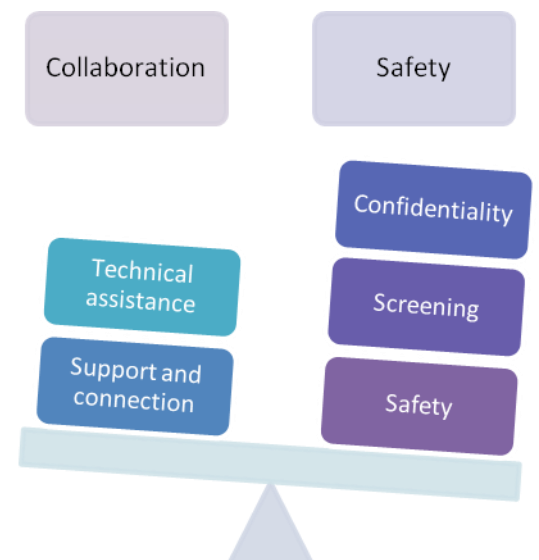 Collaboration
Safety
Technical
assistance
Support and
connection
Confidentiality
Screening
Safety